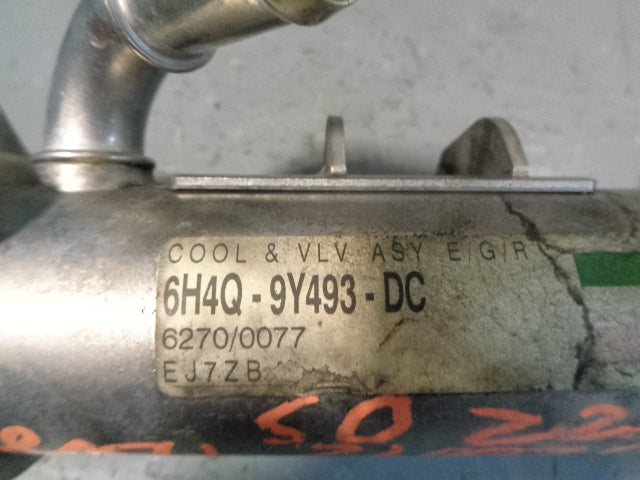 COOL & VLV ASY E/G/R
6H4Q-9Y493-DC
6270/0077
EJ7ZB